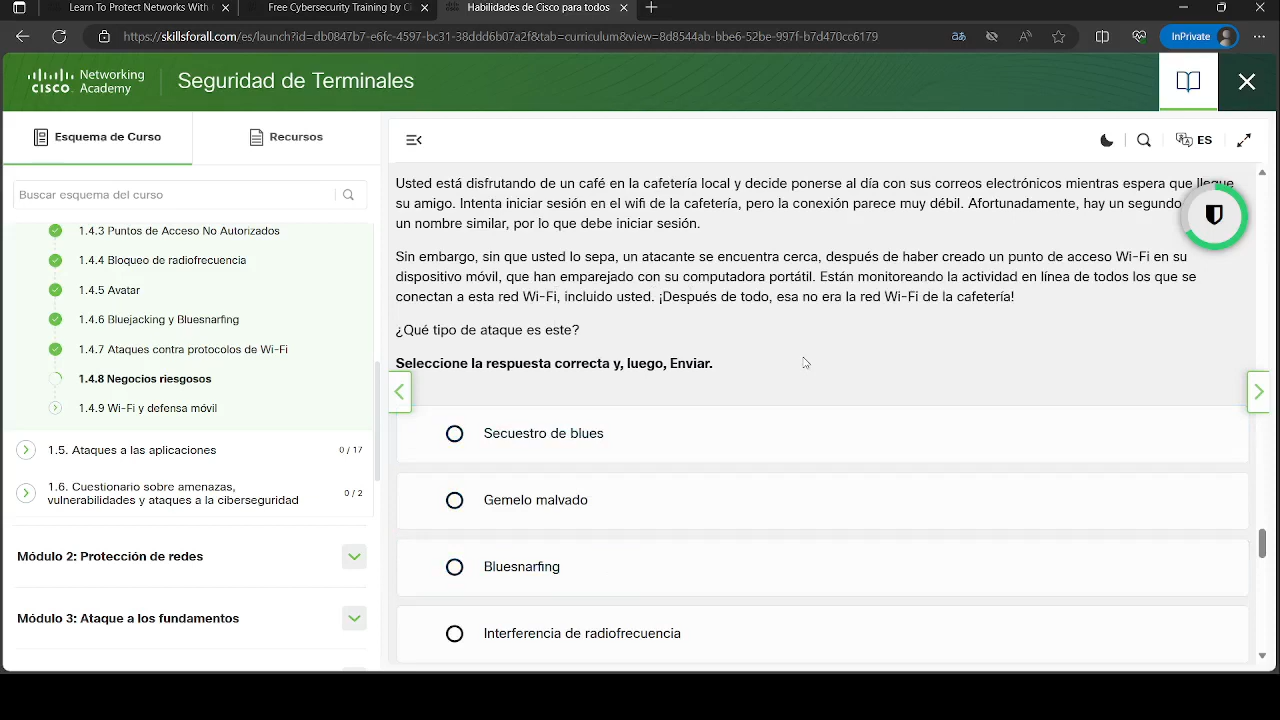 Learn To Protect Networks With
Free Cybersecurity Training by Ci
Habilidades de Cisco para todos
https://skillsforall.com/es/launch?id=db0847b7-e6fc-4597-bc31-38ddd6b07a2f&tab=curriculum&view=8d8544ab-bbe6-52be-997f-b7d470cc6179
InPrivate
Networking
CISCO Academy
Seguridad de Terminales
Esquema de Curso
Recursos
ES
Buscar esquema del curso
1.4.3 Puntos de Acceso No Autorizados
1.4.4 Bloqueo de radiofrecuencia
1.4.5 Avatar
1.4.6 Bluejacking y Bluesnarfing
1.4.7 Ataques contra protocolos de Wi-Fi
1.4.8 Negocios riesgosos
1.4.9 Wi-Fi y defensa móvil
1.5. Ataques a las aplicaciones 0 / 17
1.6. Cuestionario sobre amenazas,
vulnerabilidades y ataques a la ciberseguridad 0 / 2
Módulo 2: Protección de redes
Módulo 3: Ataque a los fundamentos
Usted está disfrutando de un café en la cafetería local y decide ponerse al día con sus correos electrónicos mientras espera que llegue
su amigo. Intenta iniciar sesión en el wifi de la cafetería, pero la conexión parece muy débil. Afortunadamente, hay un segundo
un nombre similar, por lo que debe iniciar sesión.
Sin embargo, sin que usted lo sepa, un atacante se encuentra cerca, después de haber creado un punto de acceso Wi-Fi en su
dispositivo móvil, que han emparejado con su computadora portátil. Están monitoreando la actividad en línea de todos los que se
conectan a esta red Wi-Fi, incluido usted. ¡Después de todo, esa no era la red Wi-Fi de la cafetería!
¿Qué tipo de ataque es este?
Seleccione la respuesta correcta y, luego, Enviar.
Secuestro de blues
Gemelo malvado
Bluesnarfing
Interferencia de radiofrecuencia